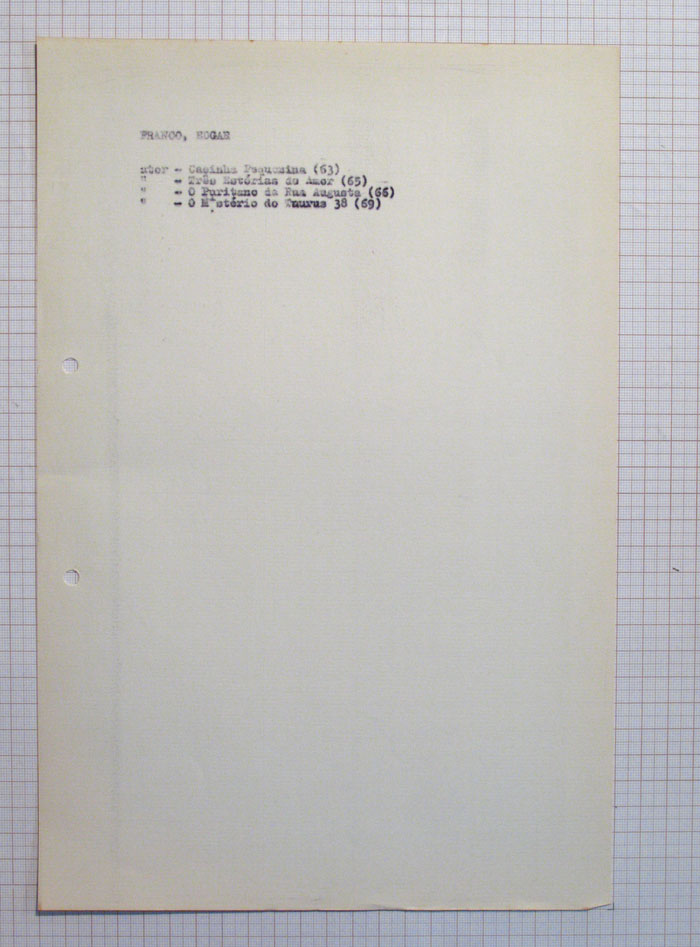 FRANCO, EDGAR
ator - Casinha Pequenina (63)
" - Três Estórias de Amor (65)
" - O Puritano da Rua Augusta (66)
" - O Mistério do Taurus 38 (69)